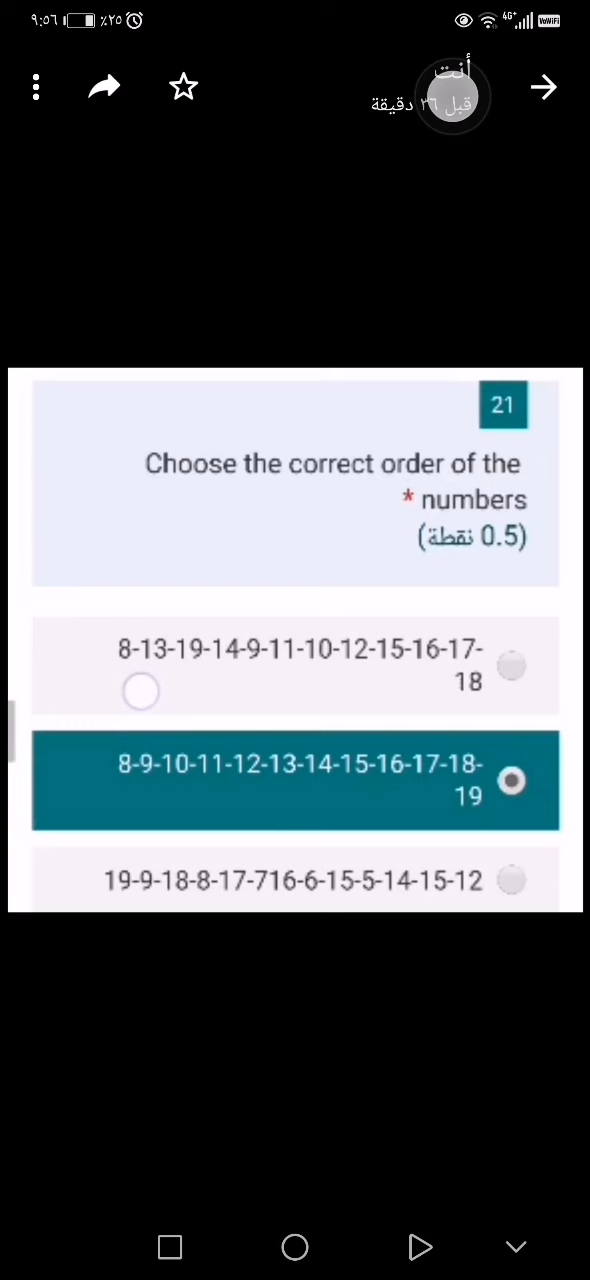 ٩:٥٦ ٪٢٥ 4G+ VoWiFi
أنت
قبل ٣٦ دقيقة
21
Choose the correct order of the
* numbers
(0.5 نقطة)
8-13-19-14-9-11-10-12-15-16-17-
18
8-9-10-11-12-13-14-15-16-17-18-
19
19-9-18-8-17-716-6-15-5-14-15-12